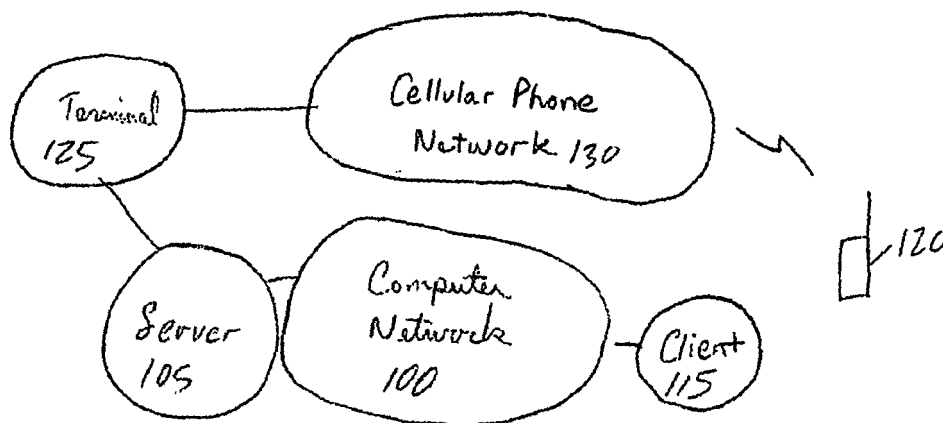 Terminal
125
Cellular Phone
Network 130
120
Server
105
Computer
Network
100
Client
115